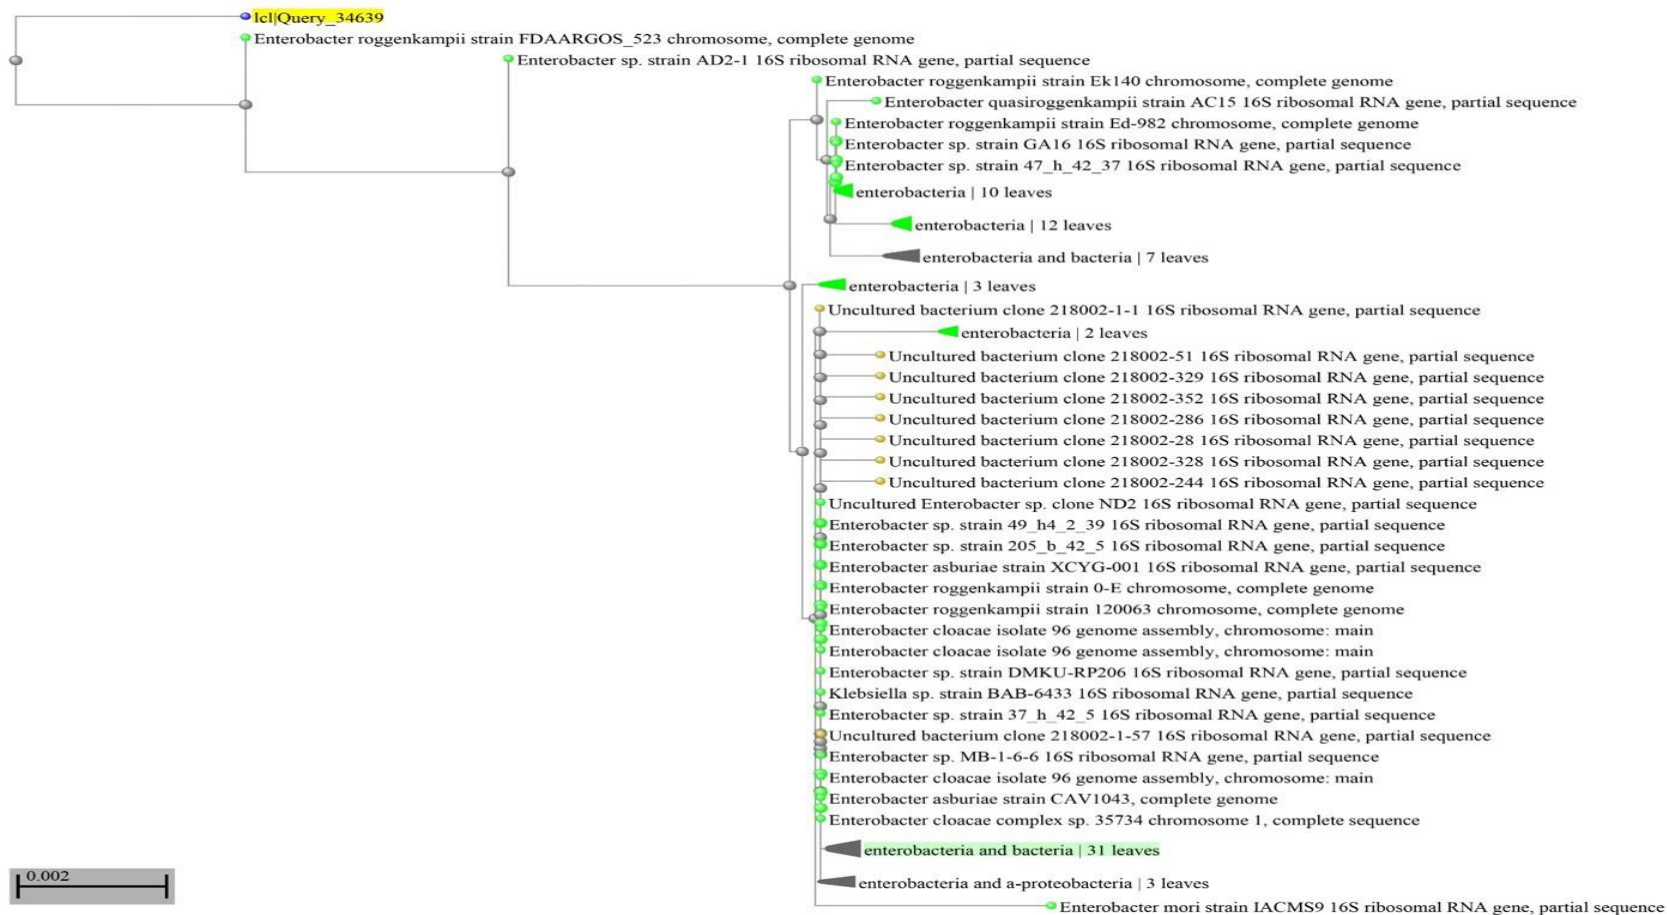 lcl|Query_34639
Enterobacter roggenkampii strain FDAARGOS_523 chromosome, complete genome
Enterobacter sp. strain AD2-1 16S ribosomal RNA gene, partial sequence
Enterobacter roggenkampii strain Ek140 chromosome, complete genome
Enterobacter quasiroggenkampii strain AC15 16S ribosomal RNA gene, partial sequence
Enterobacter roggenkampii strain Ed-982 chromosome, complete genome
Enterobacter sp. strain GA16 16S ribosomal RNA gene, partial sequence
Enterobacter sp. strain 47_h_42_37 16S ribosomal RNA gene, partial sequence
enterobacteria | 10 leaves
enterobacteria | 12 leaves
enterobacteria and bacteria | 7 leaves
enterobacteria | 3 leaves
Uncultured bacterium clone 218002-1-1 16S ribosomal RNA gene, partial sequence
enterobacteria | 2 leaves
Uncultured bacterium clone 218002-51 16S ribosomal RNA gene, partial sequence
Uncultured bacterium clone 218002-329 16S ribosomal RNA gene, partial sequence
Uncultured bacterium clone 218002-352 16S ribosomal RNA gene, partial sequence
Uncultured bacterium clone 218002-286 16S ribosomal RNA gene, partial sequence
Uncultured bacterium clone 218002-28 16S ribosomal RNA gene, partial sequence
Uncultured bacterium clone 218002-328 16S ribosomal RNA gene, partial sequence
Uncultured bacterium clone 218002-244 16S ribosomal RNA gene, partial sequence
Uncultured Enterobacter sp. clone ND2 16S ribosomal RNA gene, partial sequence
Enterobacter sp. strain 49_h4_2_39 16S ribosomal RNA gene, partial sequence
Enterobacter sp. strain 205_b_42_5 16S ribosomal RNA gene, partial sequence
Enterobacter asburiae strain XCYG-001 16S ribosomal RNA gene, partial sequence
Enterobacter roggenkampii strain 0-E chromosome, complete genome
Enterobacter roggenkampii strain 120063 chromosome, complete genome
Enterobacter cloacae isolate 96 genome assembly, chromosome: main
Enterobacter cloacae isolate 96 genome assembly, chromosome: main
Enterobacter sp. strain DMKU-RP206 16S ribosomal RNA gene, partial sequence
Klebsiella sp. strain BAB-6433 16S ribosomal RNA gene, partial sequence
Enterobacter sp. strain 37_h_42_5 16S ribosomal RNA gene, partial sequence
Uncultured bacterium clone 218002-1-57 16S ribosomal RNA gene, partial sequence
Enterobacter sp. MB-1-6-6 16S ribosomal RNA gene, partial sequence
Enterobacter cloacae isolate 96 genome assembly, chromosome: main
Enterobacter asburiae strain CAV1043, complete genome
Enterobacter cloacae complex sp. 35734 chromosome 1, complete sequence
enterobacteria and bacteria | 31 leaves
0.002
enterobacteria and a-proteobacteria | 3 leaves
Enterobacter mori strain IACMS9 16S ribosomal RNA gene, partial sequence